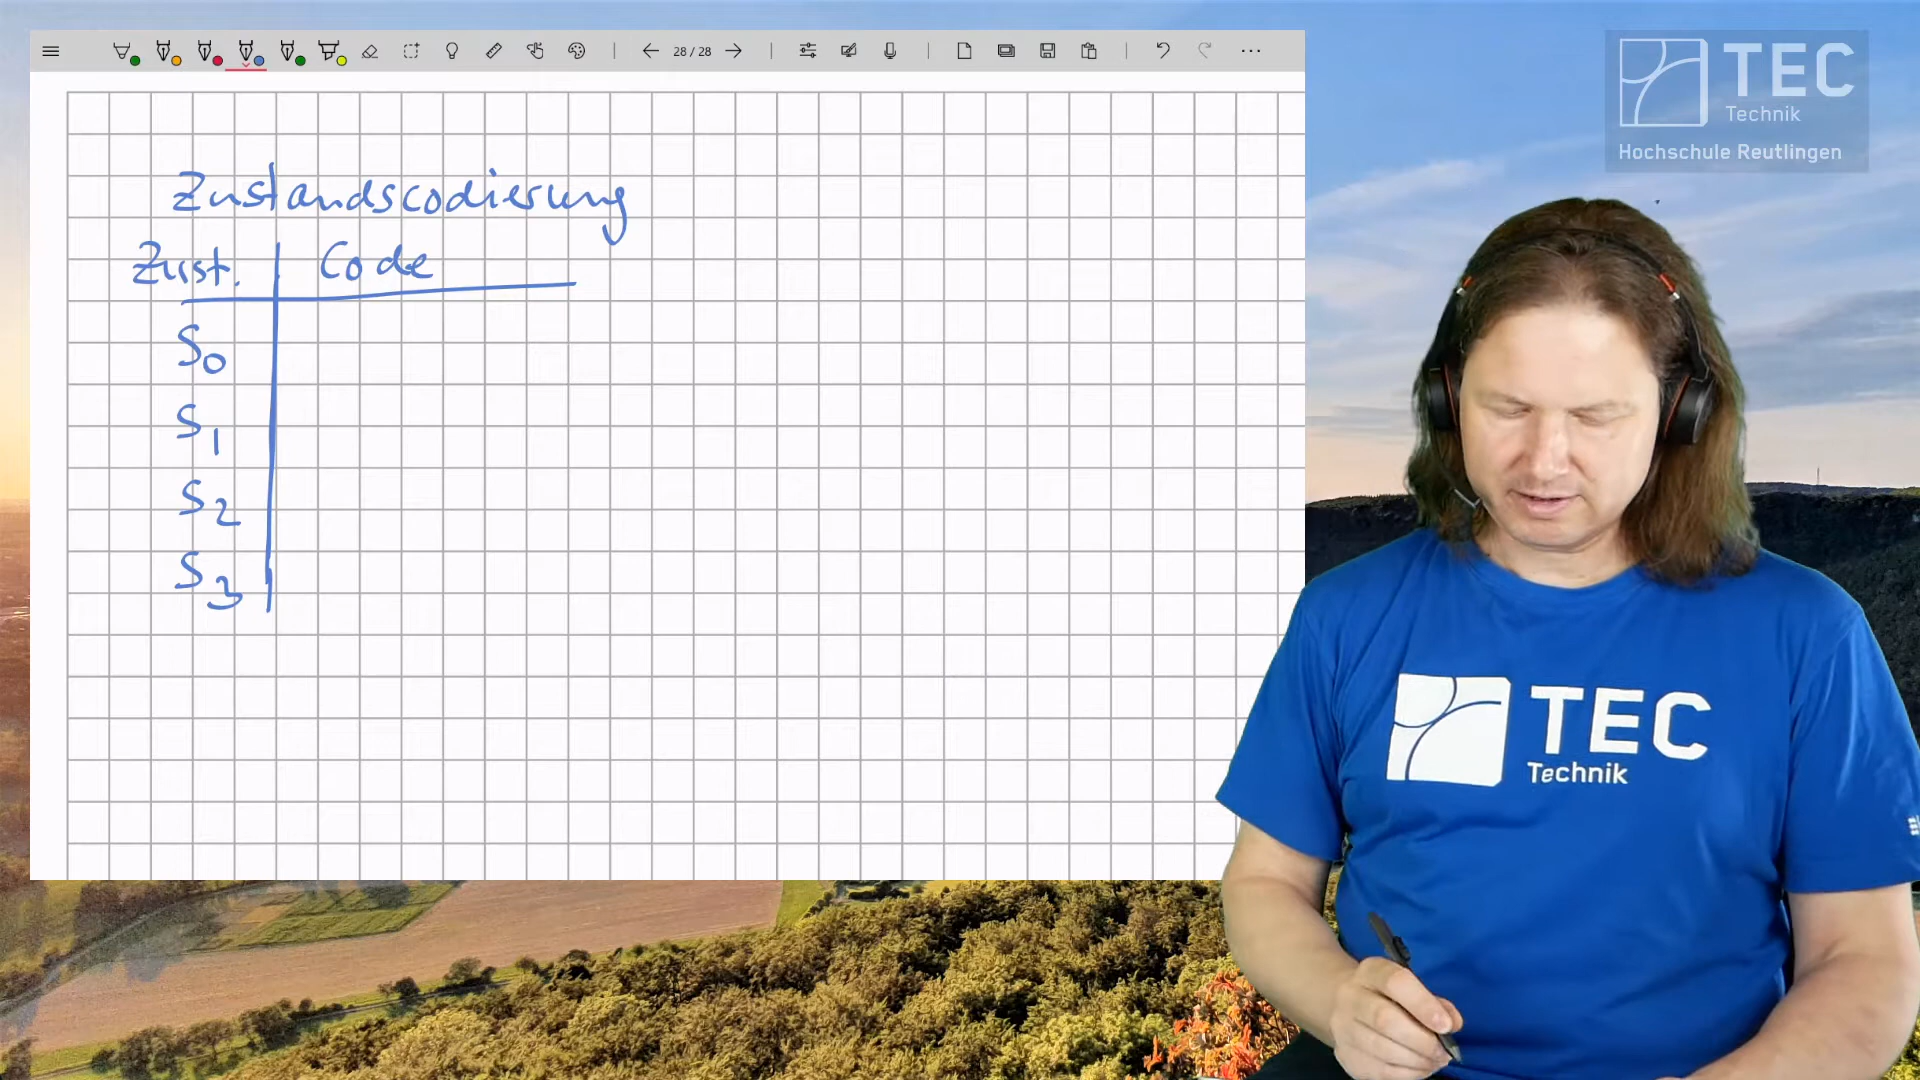 28 / 28
TEC
Technik
Hochschule Reutlingen
Zustandscodierung
Zust. Code
S0
S1
S2
S3
TEC
Technik